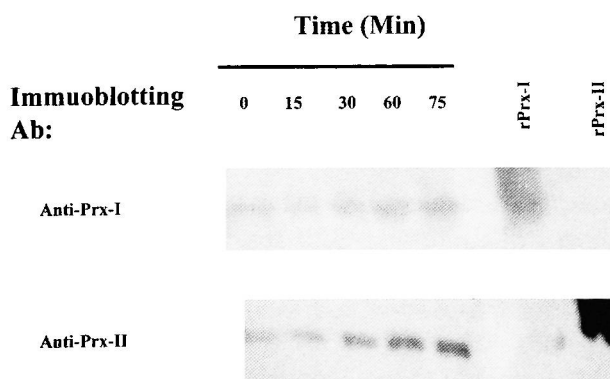 Time (Min)
Immuoblotting
Ab:
0 15 30 60 75 rPrx-I rPrx-II
Anti-Prx-I
Anti-Prx-II